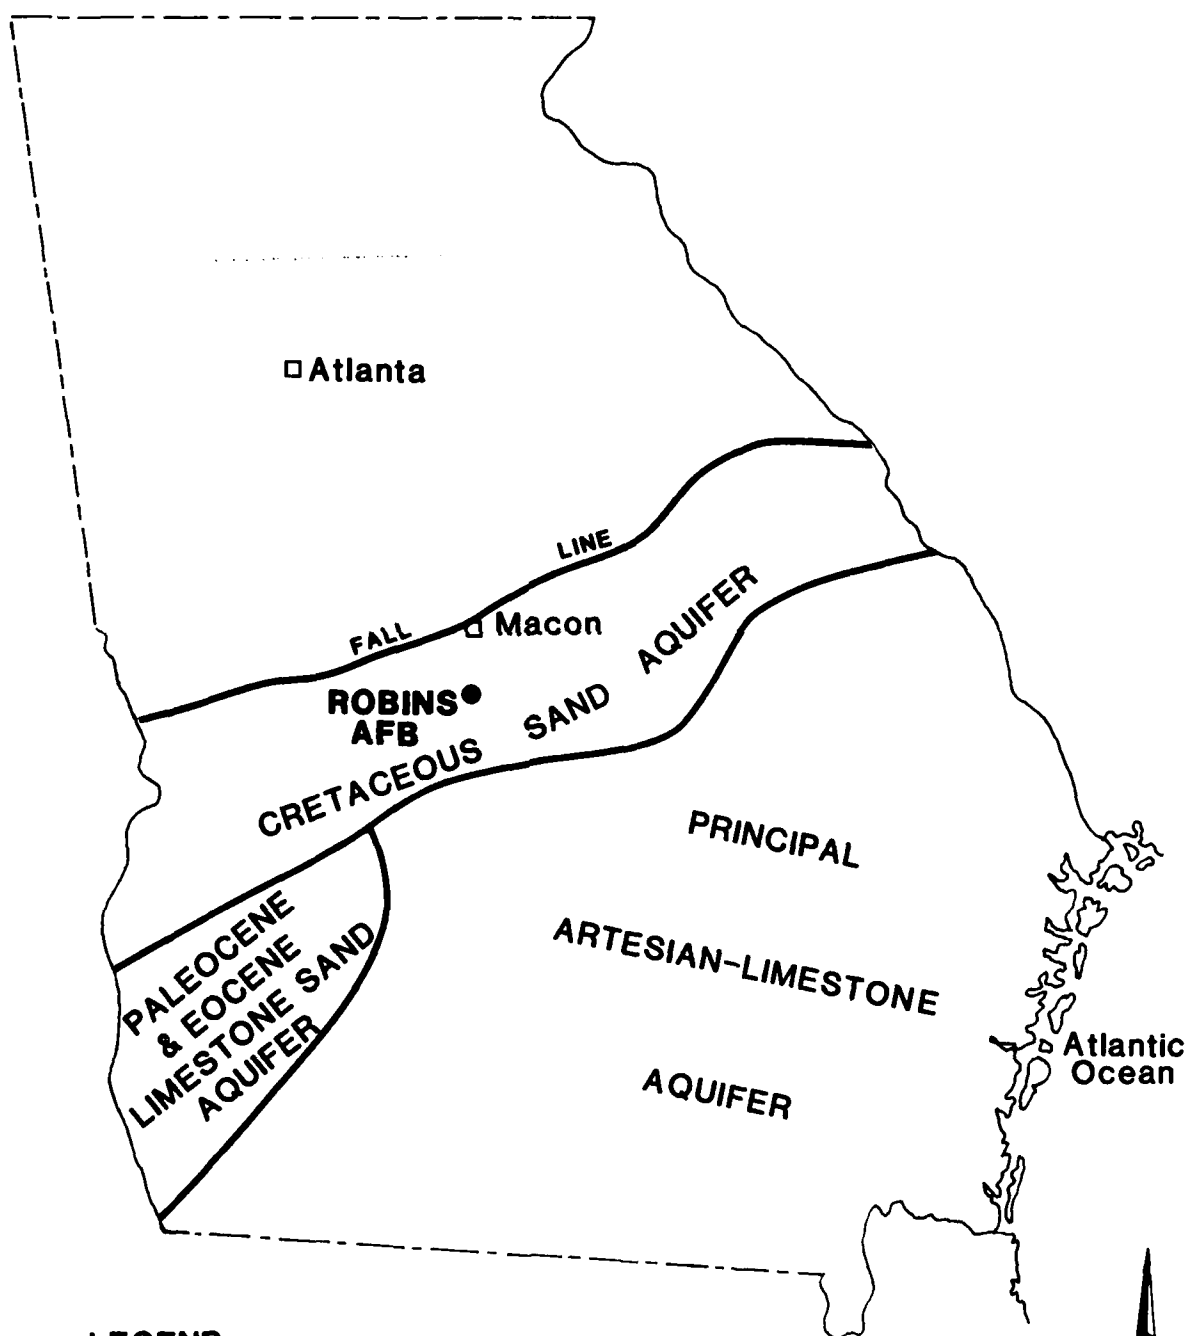 Atlanta
LINE
FALL
Macon
AQUIFER
ROBINS
AFB
SAND
CRETACEOUS
PRINCIPAL
PALEOCENE
& EOCENE
LIMESTONE SAND
AQUIFER
ARTESIAN-LIMESTONE
Atlantic
Ocean
AQUIFER
LEGEND